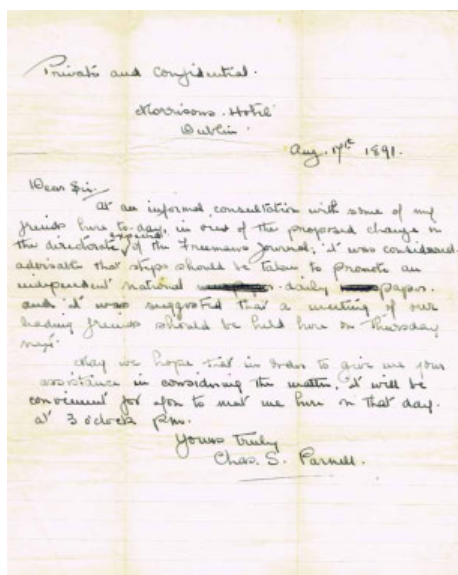 Private and Confidential.
Morrisons Hotel
Dublin
Aug. 17th 1891.
Dear Sir,
At an informal consultation with some of my
friends here to-day, in view of the proposed change in
the directorate of the Freemans Journal; it was considered
advisable that steps should be taken to promote an
independent national daily paper.
and it was suggested that a meeting of our
leading friends should be held here on Thursday
next.
May we hope that in order to give me your
assistance in considering the matter, it will be
convenient for you to meet me here on that day.
at 3 o'clock p.m.
Yours Truly
Chas. S. Parnell.